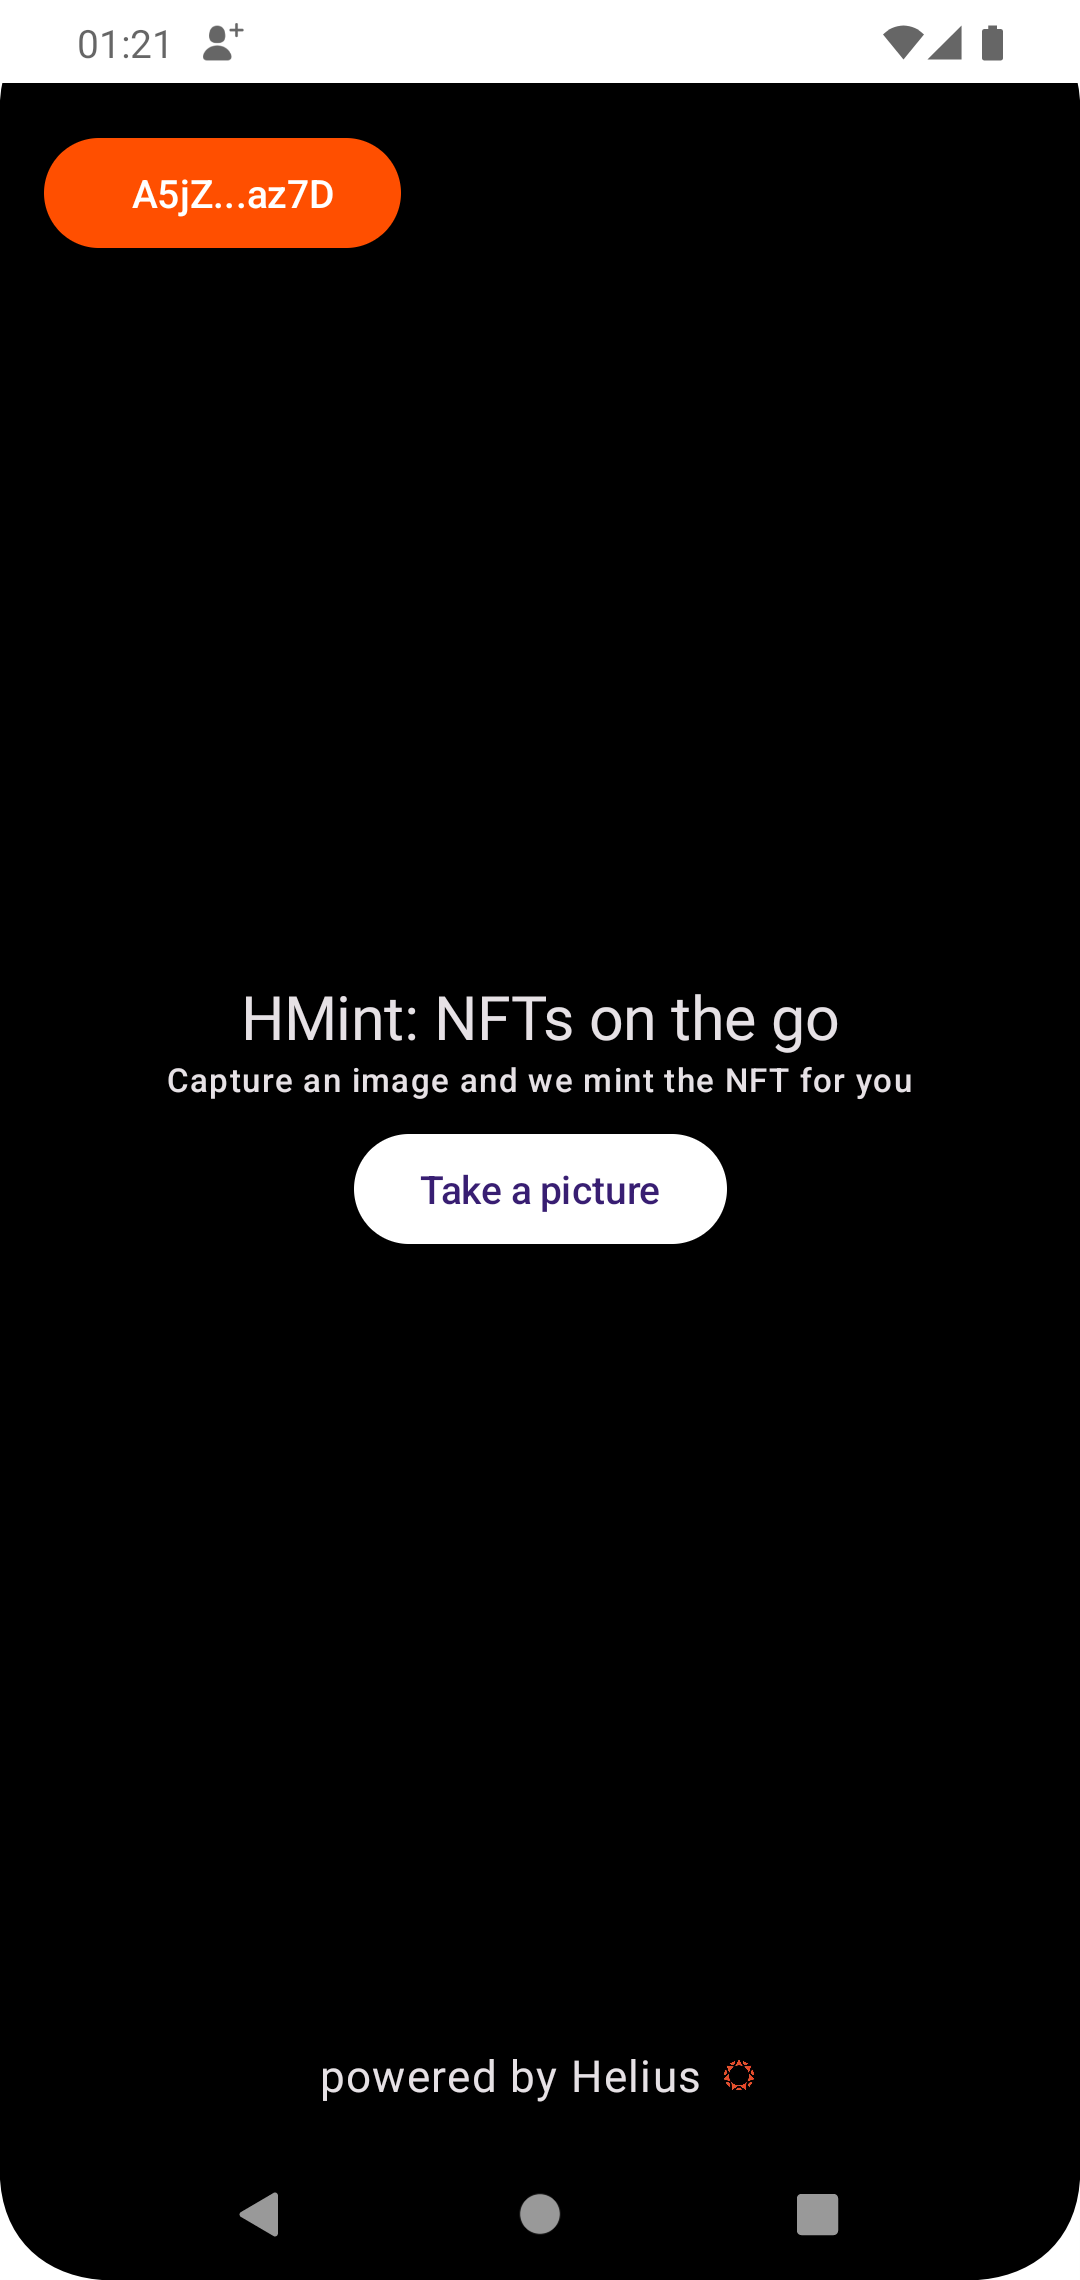 01:21
A5jZ...az7D
HMint: NFTs on the go
Capture an image and we mint the NFT for you
Take a picture
powered by Helius